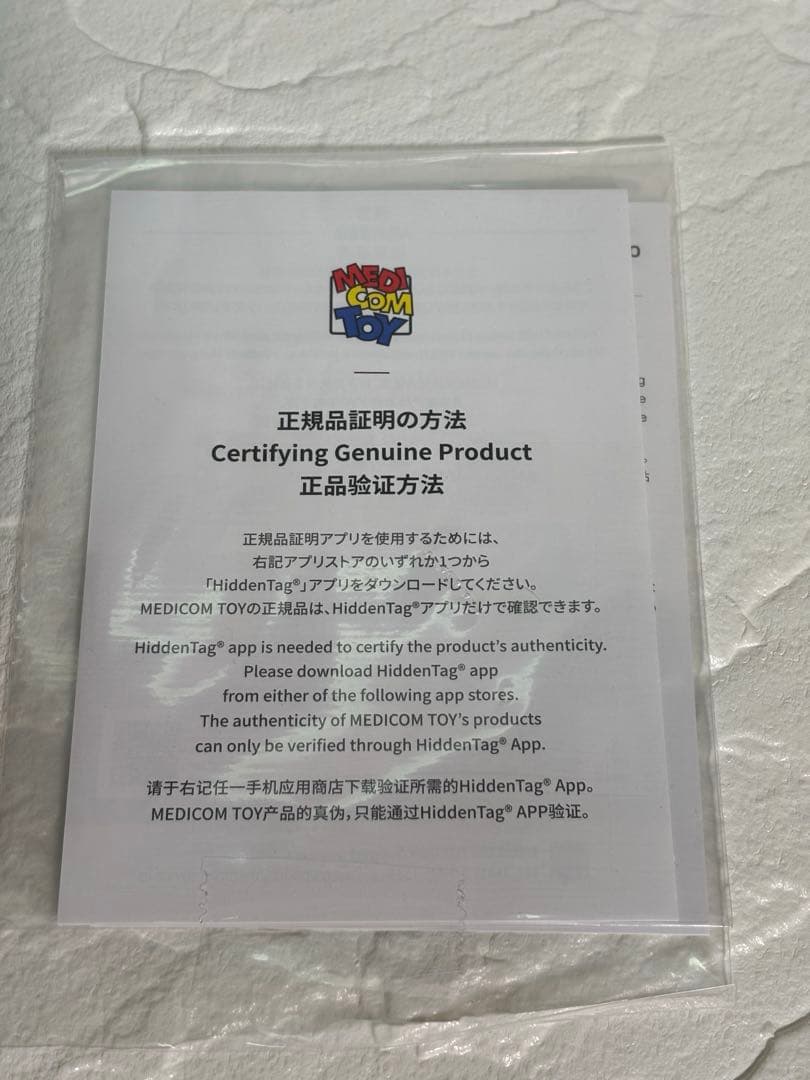 MEDI
COM
TOY
正規品証明の方法
Certifying Genuine Product
正品验证方法
正規品証明アプリを使用するためには、
右記アプリストアのいずれか1つから
「HiddenTag®」アプリをダウンロードしてください。
MEDICOM TOYの正規品は、HiddenTag®アプリだけで確認できます。
HiddenTag® app is needed to certify the product's authenticity.
Please download HiddenTag® app
from either of the following app stores.
The authenticity of MEDICOM TOY's products
can only be verified through HiddenTag® App.
请于右记任一手机应用商店下载验证所需的HiddenTag® App。
MEDICOM TOY产品的真伪，只能通过HiddenTag® APP验证。